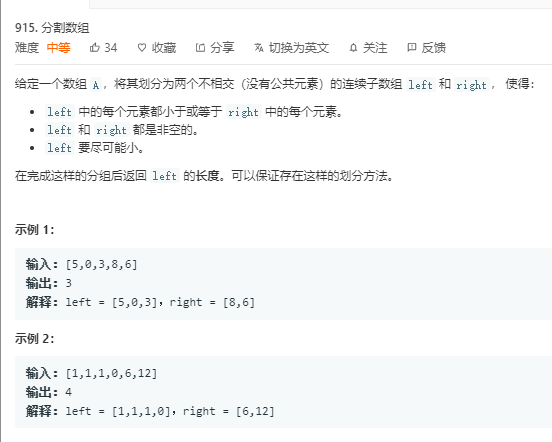 915. 分割数组
难度 中等 34 收藏 分享 切换为英文 关注 反馈
给定一个数组 A，将其划分为两个不相交（没有公共元素）的连续子数组 left 和 right， 使得：
left 中的每个元素都小于或等于 right 中的每个元素。
left 和 right 都是非空的。
left 要尽可能小。
在完成这样的分组后返回 left 的长度。可以保证存在这样的划分方法。
示例 1：
输入：[5,0,3,8,6]
输出：3
解释：left = [5,0,3]，right = [8,6]
示例 2：
输入：[1,1,1,0,6,12]
输出：4
解释：left = [1,1,1,0]，right = [6,12]